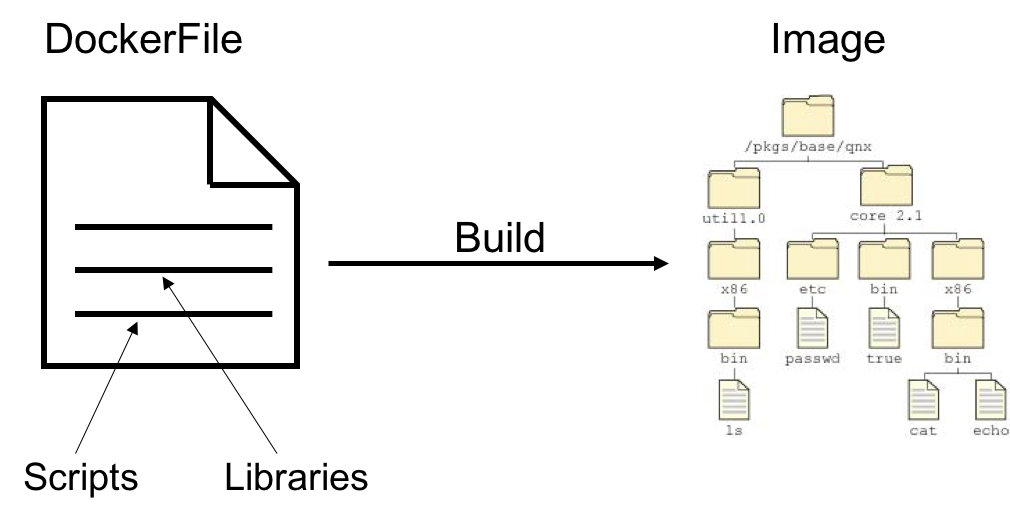 DockerFile
Image
/pkgs/base/qnx
util1.0
core 2.1
Build
x86
etc
bin
x86
bin
passwd
true
bin
ls
cat
echo
Scripts
Libraries